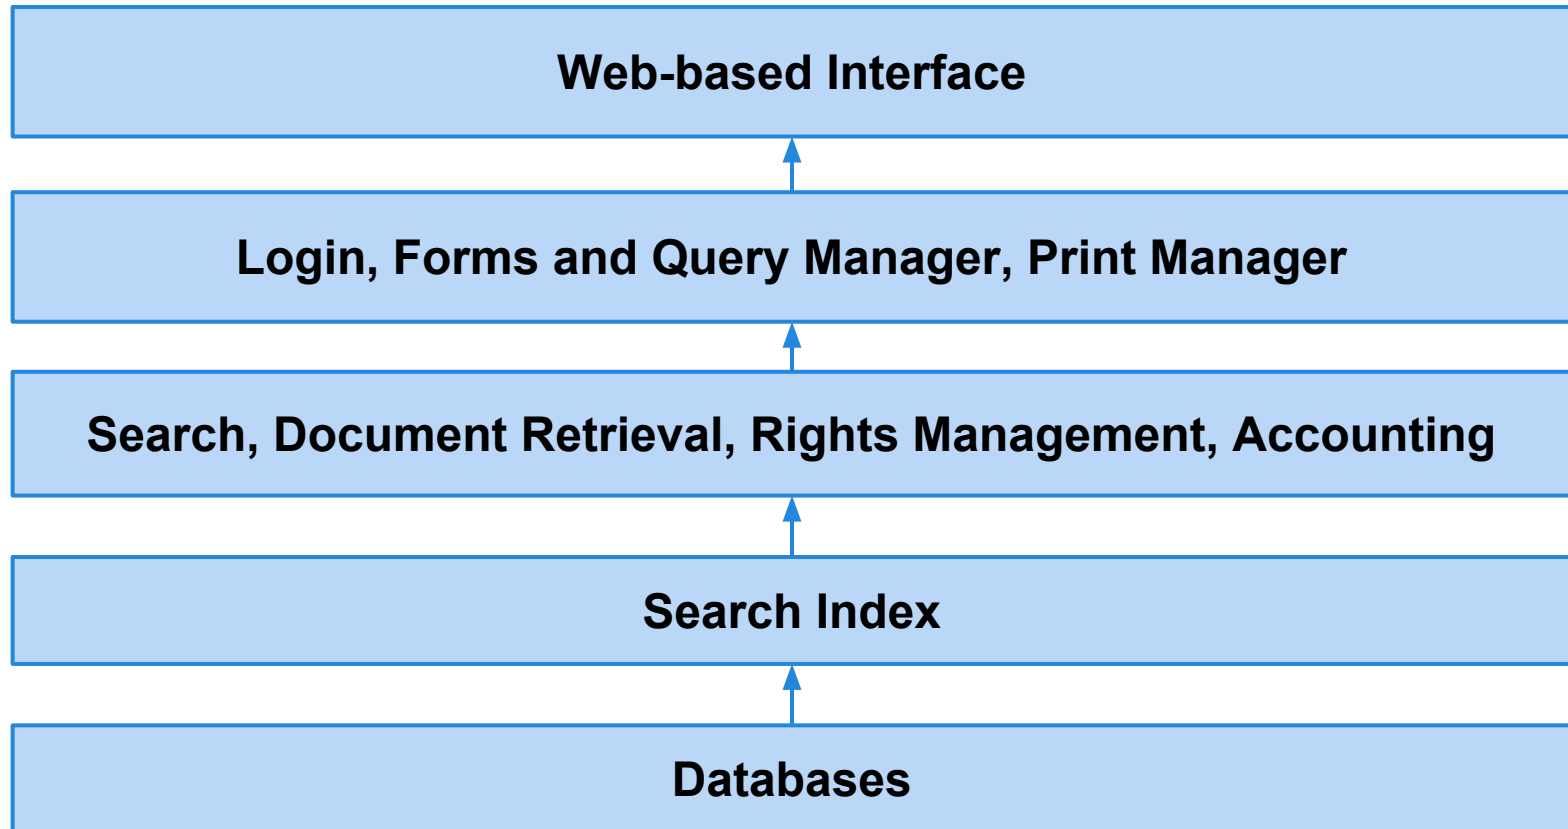 Web-based Interface
Login, Forms and Query Manager, Print Manager
Search, Document Retrieval, Rights Management, Accounting
Search Index
Databases